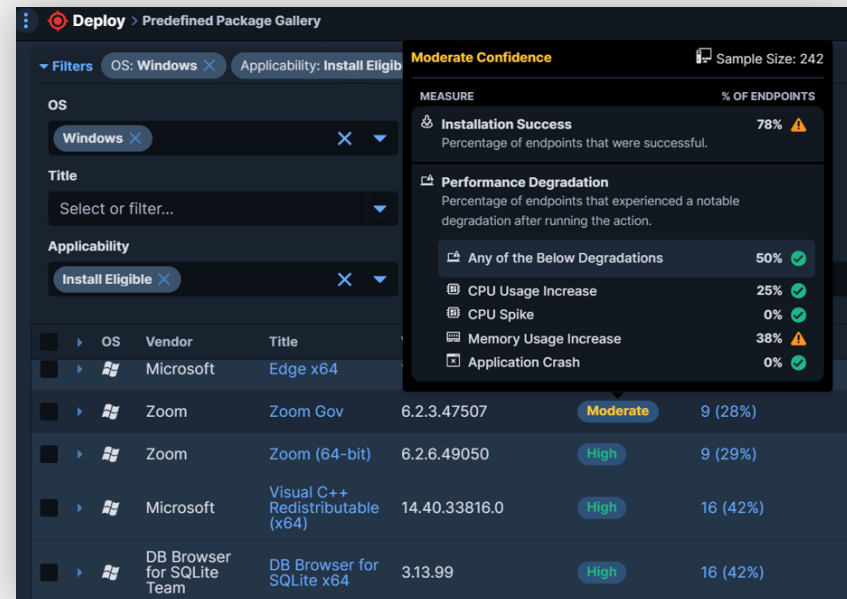 Deploy > Predefined Package Gallery
Filters
OS: Windows
Applicability: Install Eligib
OS
Windows
Title
Select or filter...
Applicability
Install Eligible
Moderate Confidence
Sample Size: 242
MEASURE
% OF ENDPOINTS
Installation Success
78%
Percentage of endpoints that were successful.
Performance Degradation
Percentage of endpoints that experienced a notable
degradation after running the action.
Any of the Below Degradations
50%
CPU Usage Increase
25%
CPU Spike
0%
Memory Usage Increase
38%
Application Crash
0%
OS
Vendor
Title
Microsoft
Edge x64
Zoom
Zoom Gov
6.2.3.47507
Moderate
9 (28%)
Zoom
Zoom (64-bit)
6.2.6.49050
High
9 (29%)
Microsoft
Visual C++
Redistributable
(x64)
14.40.33816.0
High
16 (42%)
DB Browser
for SQLite
Team
DB Browser for
SQLite x64
3.13.99
High
16 (42%)